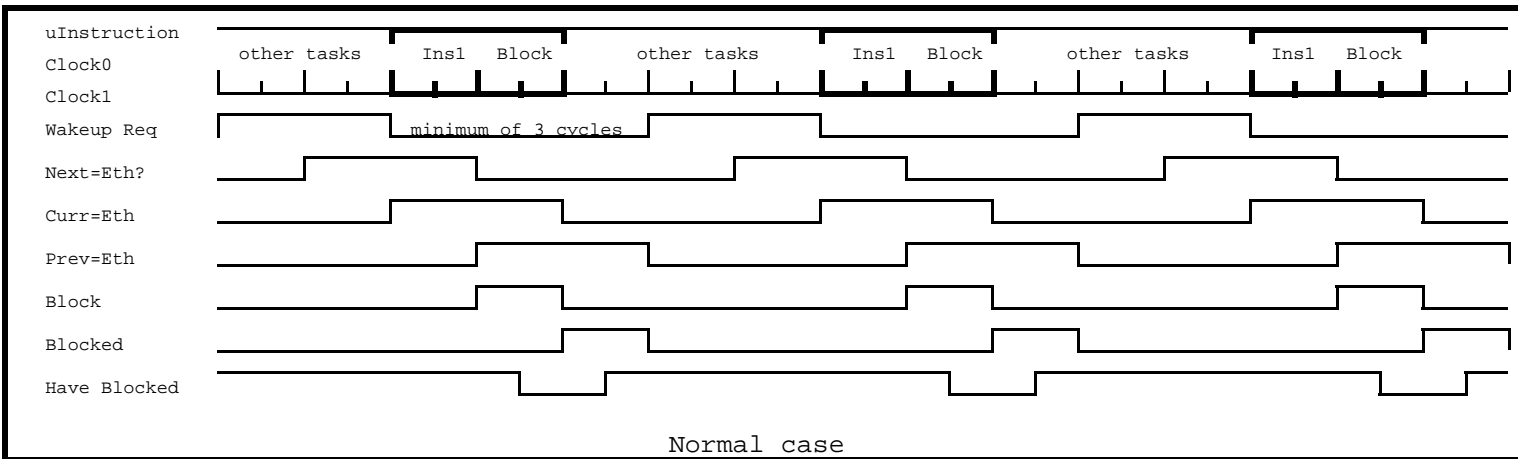 uInstruction
other tasks Ins1 Block other tasks Ins1 Block other tasks Ins1 Block
Clock0
Clock1
Wakeup Req minimum of 3 cycles
Next=Eth?
Curr=Eth
Prev=Eth
Block
Blocked
Have Blocked
Normal case